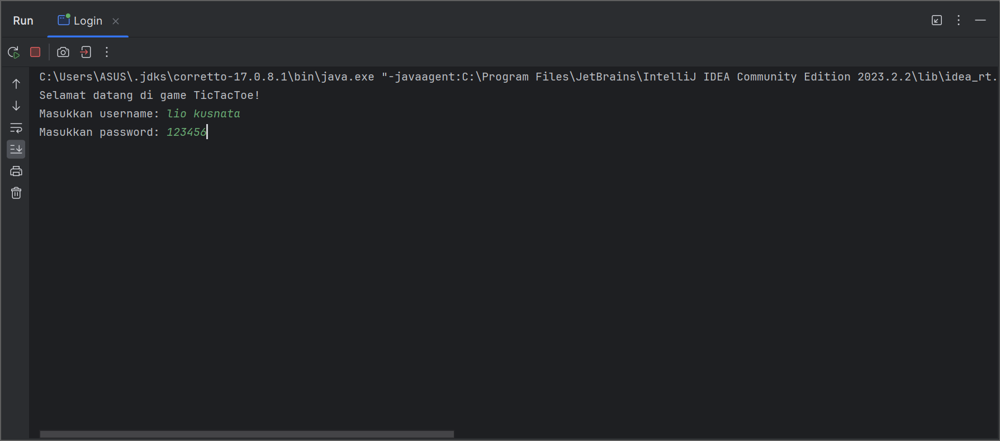 Run Login
C:\Users\ASUS\.jdks\corretto-17.0.8.1\bin\java.exe "-javaagent:C:\Program Files\JetBrains\IntelliJ IDEA Community Edition 2023.2.2\lib\idea_rt.
Selamat datang di game TicTacToe!
Masukkan username: lio kusnata
Masukkan password: 123456